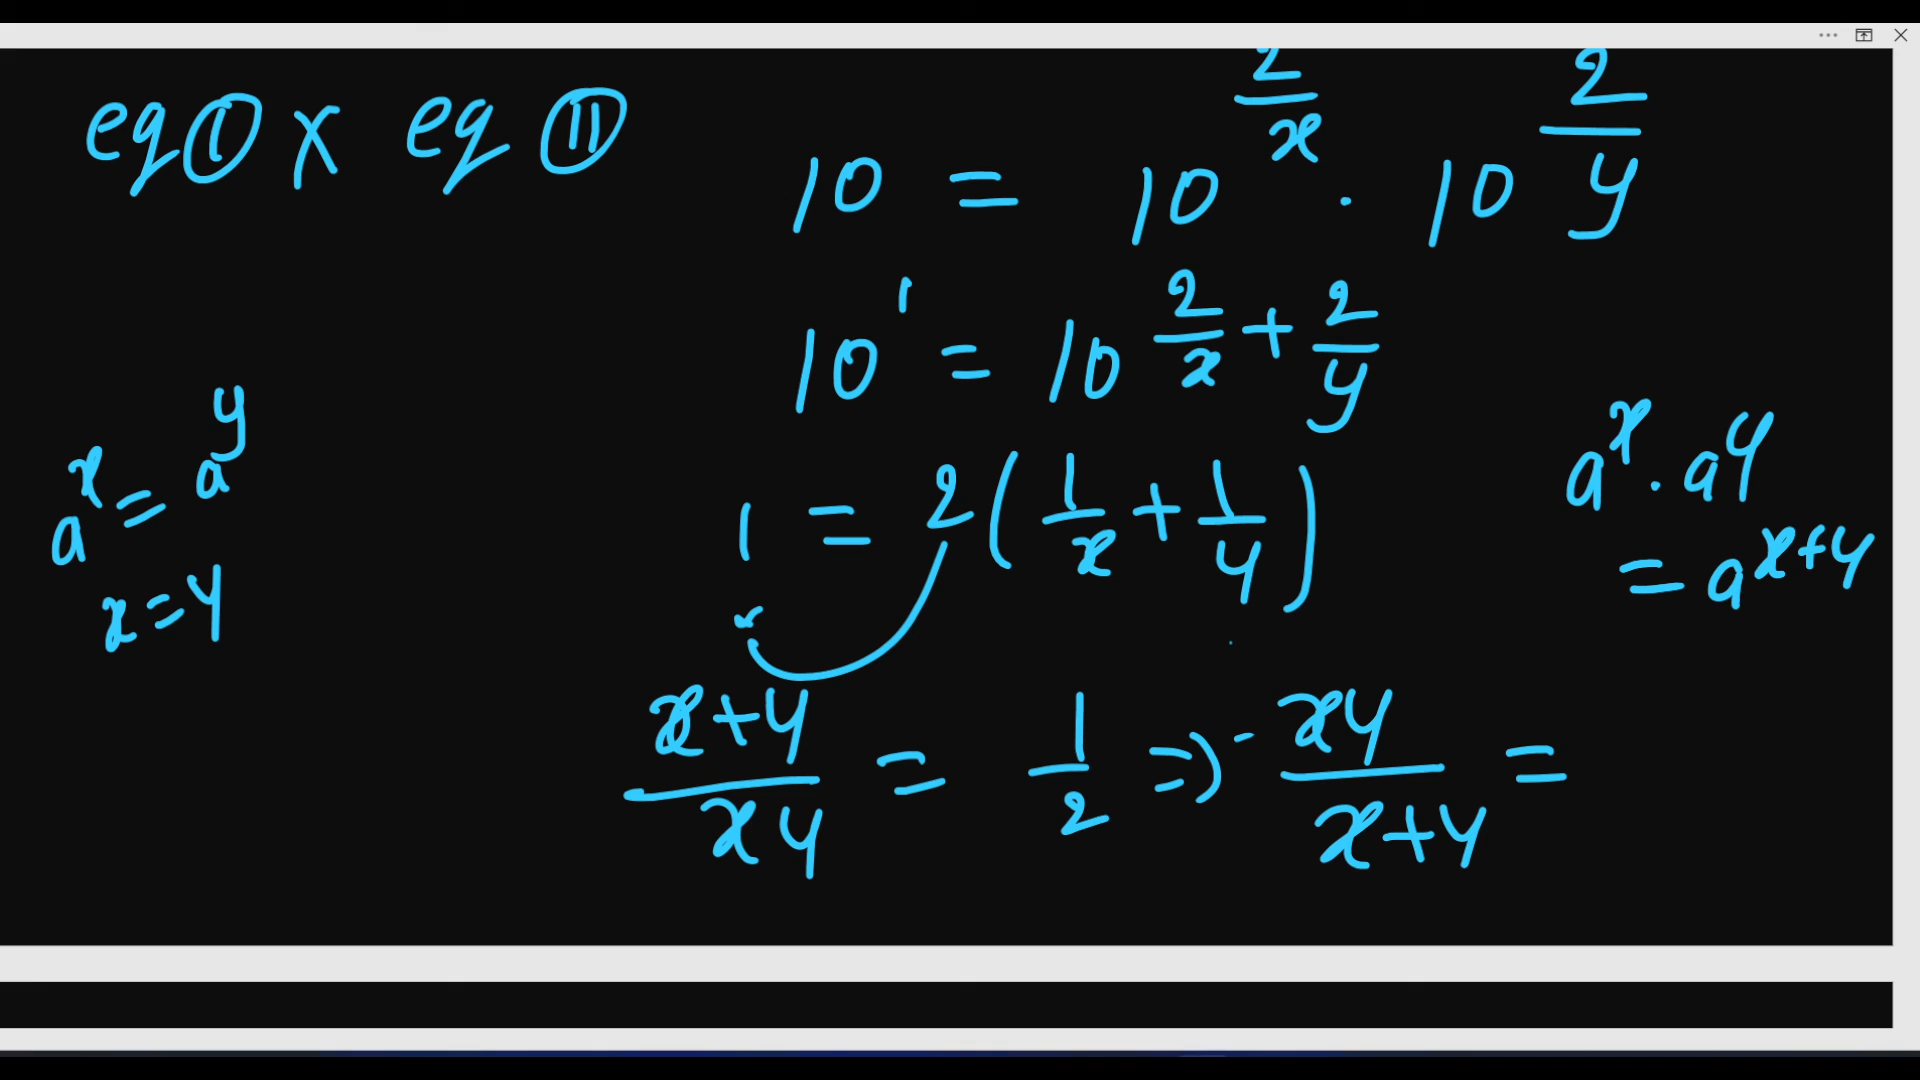 eq Ⅰ x eq Ⅱ
10 = 10^(2/x) · 10^(2/y)
10^1 = 10^(2/x + 2/y)
a^x = a^y
x = y
1 = 2(1/x + 1/y)
a^x · a^y
= a^(x+y)
(x+y)/(xy) = 1/2 ⇒ xy/(x+y) =